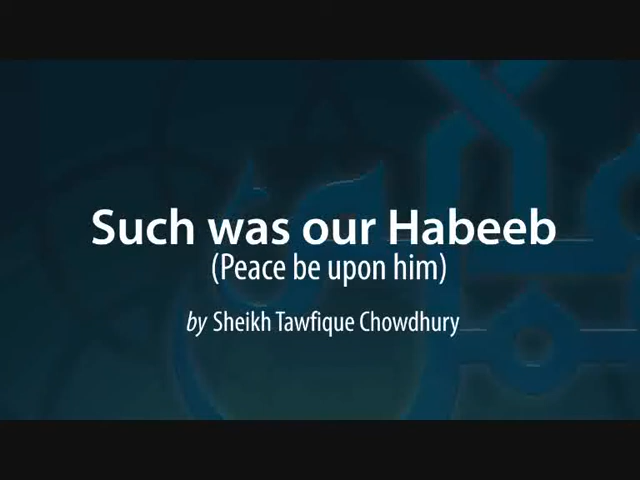 Such was our Habeeb
(Peace be upon him)
by Sheikh Tawfique Chowdhury